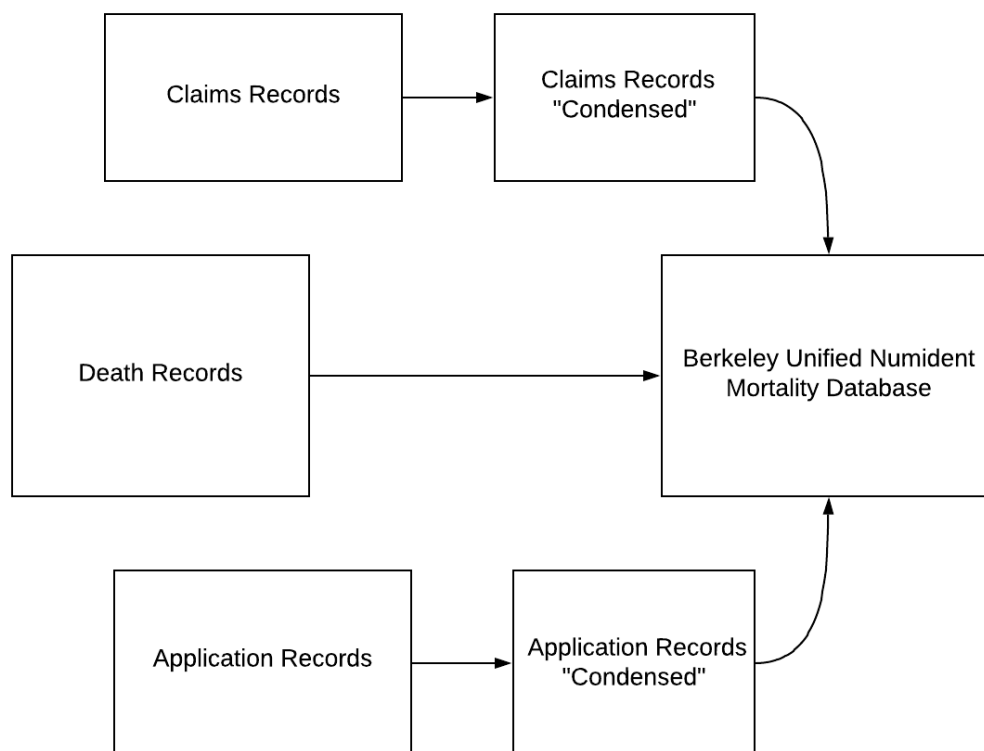 Claims Records
Claims Records
"Condensed"
Death Records
Berkeley Unified Numident
Mortality Database
Application Records
Application Records
"Condensed"